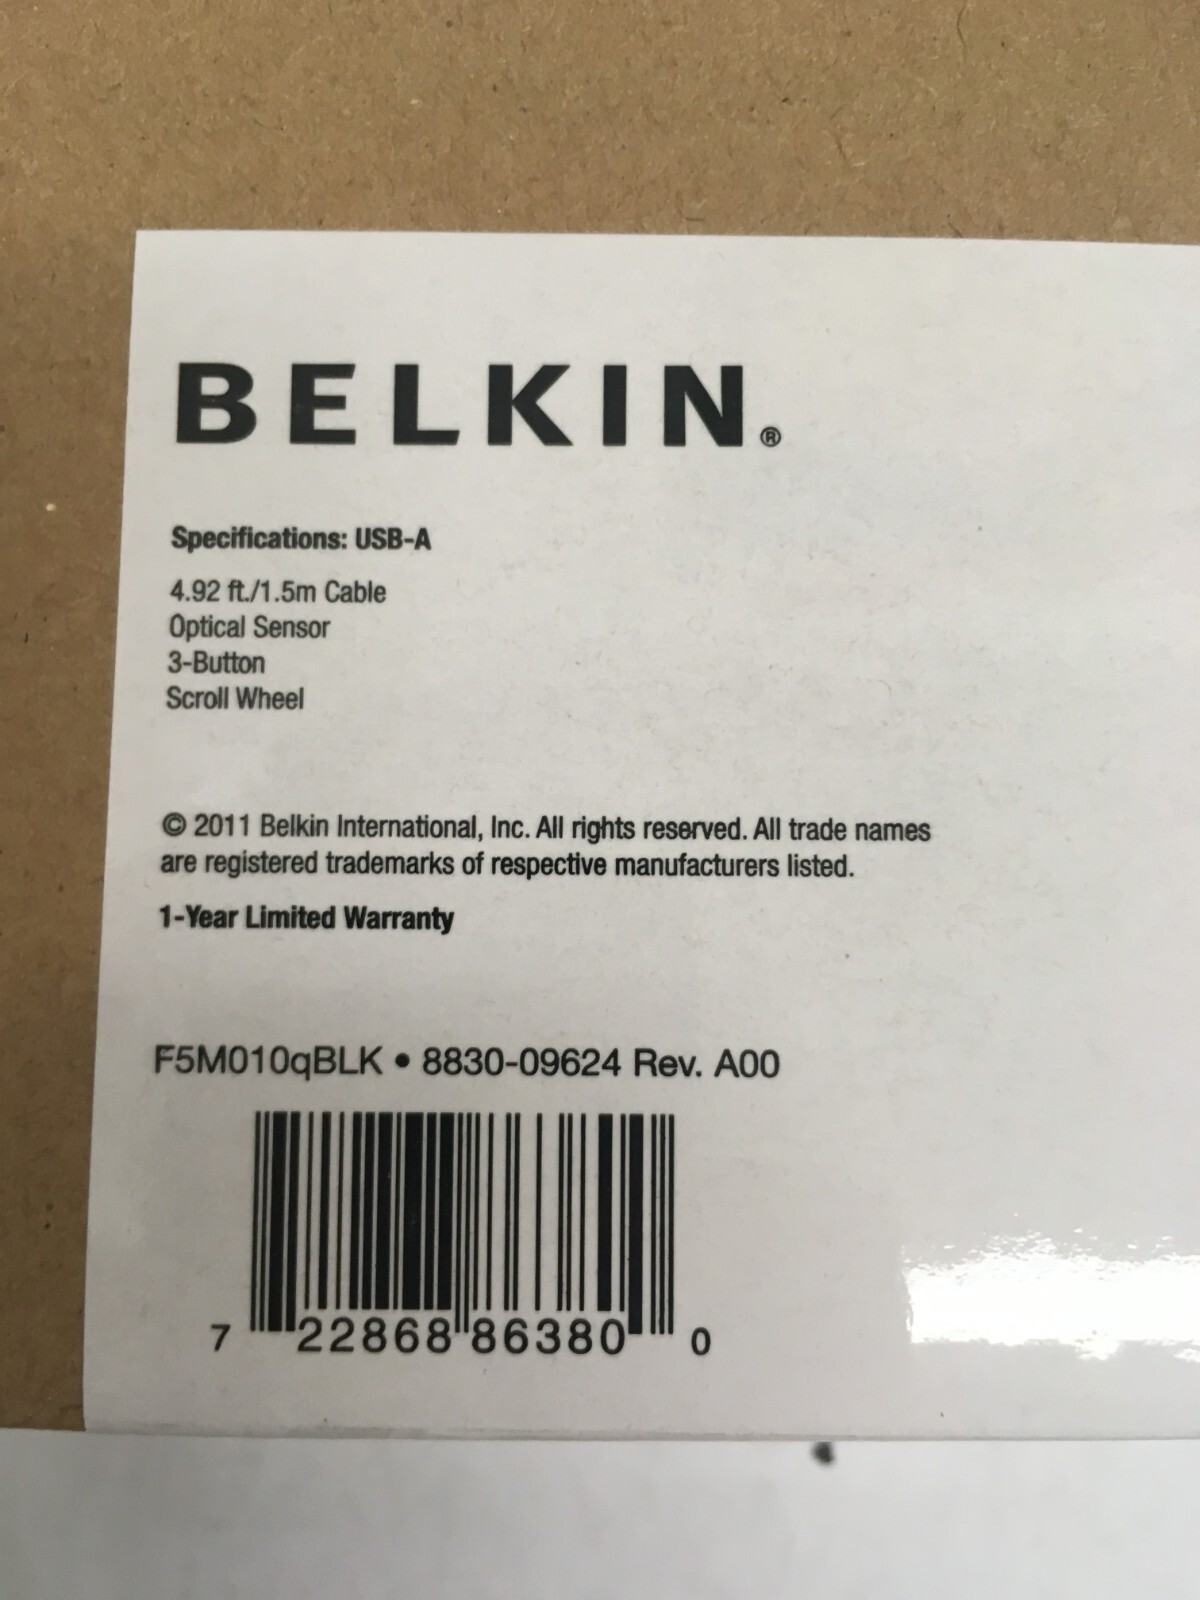 BELKIN®
Specifications: USB-A
4.92 ft./1.5m Cable
Optical Sensor
3-Button
Scroll Wheel
© 2011 Belkin International, Inc. All rights reserved. All trade names
are registered trademarks of respective manufacturers listed.
1-Year Limited Warranty
F5M010qBLK • 8830-09624 Rev. A00
7 22868 86380 0